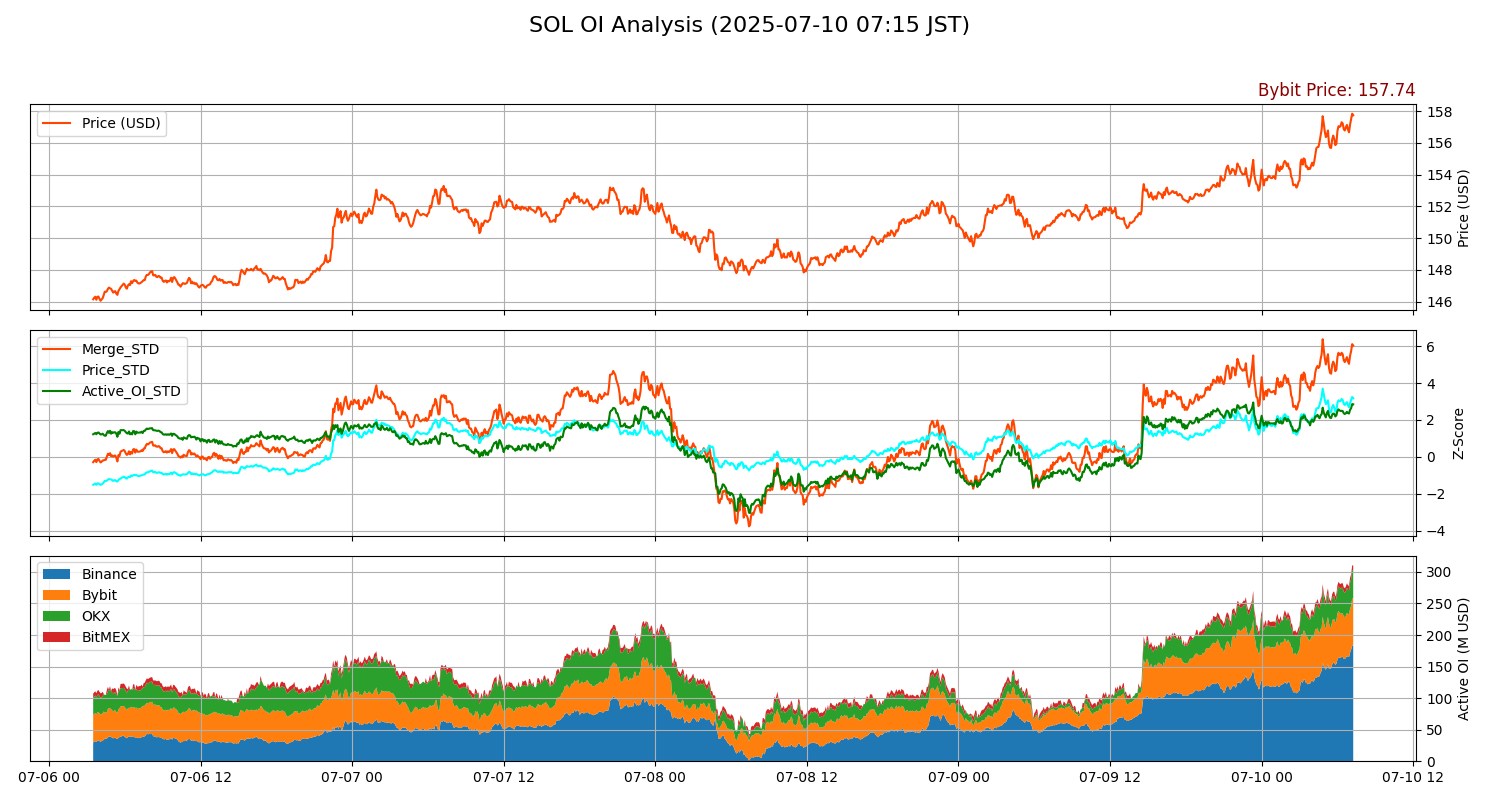 SOL OI Analysis (2025-07-10 07:15 JST)
Bybit Price: 157.74
Price (USD)
158
156
154
152
150
148
146
Price (USD)
Merge_STD
Price_STD
Active_OI_STD
6
4
2
0
−2
−4
Z-Score
Binance
Bybit
OKX
BitMEX
300
250
200
150
100
50
0
Active OI (M USD)
07-06 00
07-06 12
07-07 00
07-07 12
07-08 00
07-08 12
07-09 00
07-09 12
07-10 00
07-10 12